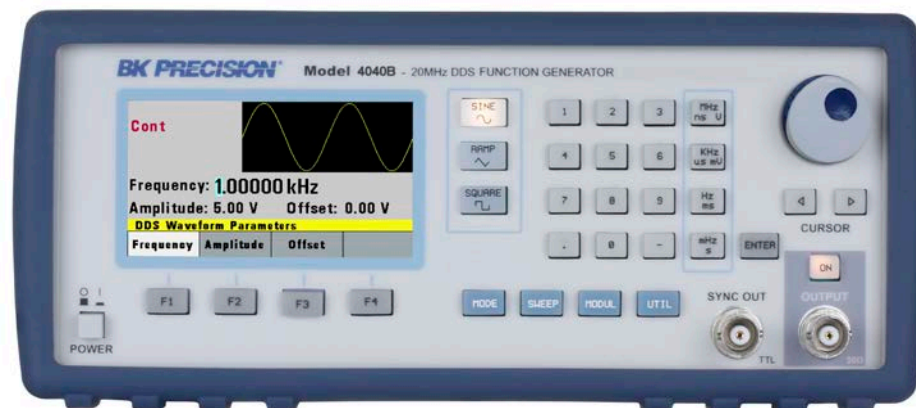 BK PRECISION® Model 4040B - 20MHz DDS FUNCTION GENERATOR
Cont
Frequency: 1.00000 kHz
Amplitude: 5.00 V Offset: 0.00 V
DDS Waveform Parameters
Frequency Amplitude Offset
F1 F2 F3 F4
O I
POWER
SINE
RAMP
SQUARE
1 2 3
4 5 6
7 8 9
. 0 -
MHz
ns V
KHz
us mV
Hz
ms
mHz
s
ENTER
CURSOR
MODE SWEEP MODUL UTIL
ON
SYNC OUT
TTL
OUTPUT
50Ω